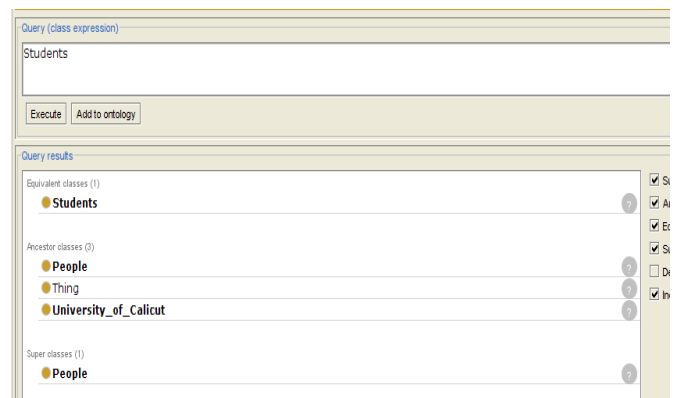 Query (class expression)
Students
Execute Add to ontology
Query results
Equivalent classes (1)
Students ?
Ancestor classes (3)
People ?
Thing ?
University_of_Calicut ?
Super classes (1)
People ?